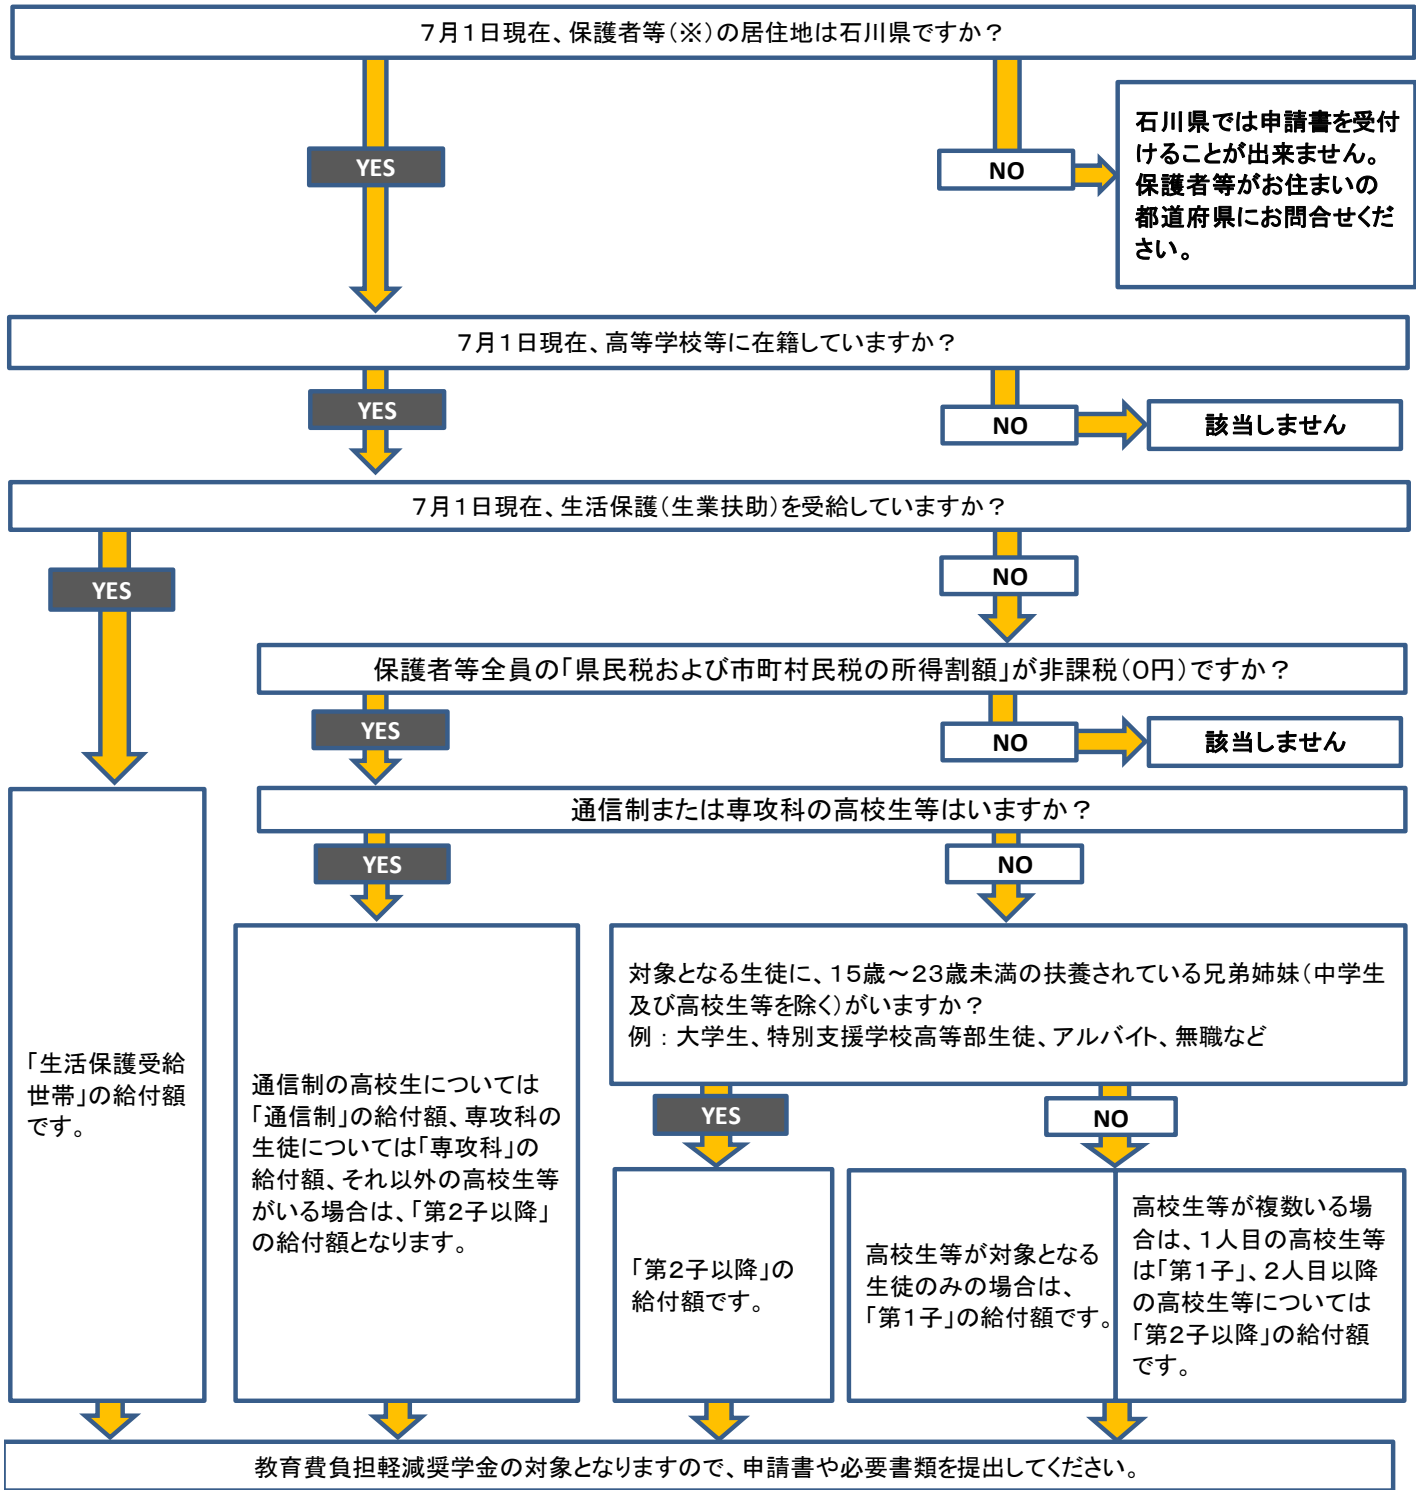 ７月１日現在、保護者等（※）の居住地は石川県ですか？
YES
NO
石川県では申請書を受付
けることが出来ません。
保護者等がお住まいの
都道府県にお問合せくだ
さい。
７月１日現在、高等学校等に在籍していますか？
YES
NO
該当しません
７月１日現在、生活保護（生業扶助）を受給していますか？
YES
NO
保護者等全員の「県民税および市町村民税の所得割額」が非課税（０円）ですか？
YES
NO
該当しません
通信制または専攻科の高校生等はいますか？
YES
NO
対象となる生徒に、１５歳～２３歳未満の扶養されている兄弟姉妹（中学生
及び高校生等を除く）がいますか？
例：大学生、特別支援学校高等部生徒、アルバイト、無職など
YES
NO
「生活保護受給
世帯」の給付額
です。
通信制の高校生については
「通信制」の給付額、専攻科の
生徒については「専攻科」の
給付額、それ以外の高校生等
がいる場合は、「第２子以降」
の給付額となります。
「第２子以降」の
給付額です。
高校生等が対象となる
生徒のみの場合は、
「第１子」の給付額です。
高校生等が複数いる場
合は、１人目の高校生等
は「第１子」、２人目以降
の高校生等については
「第２子以降」の給付額
です。
教育費負担軽減奨学金の対象となりますので、申請書や必要書類を提出してください。